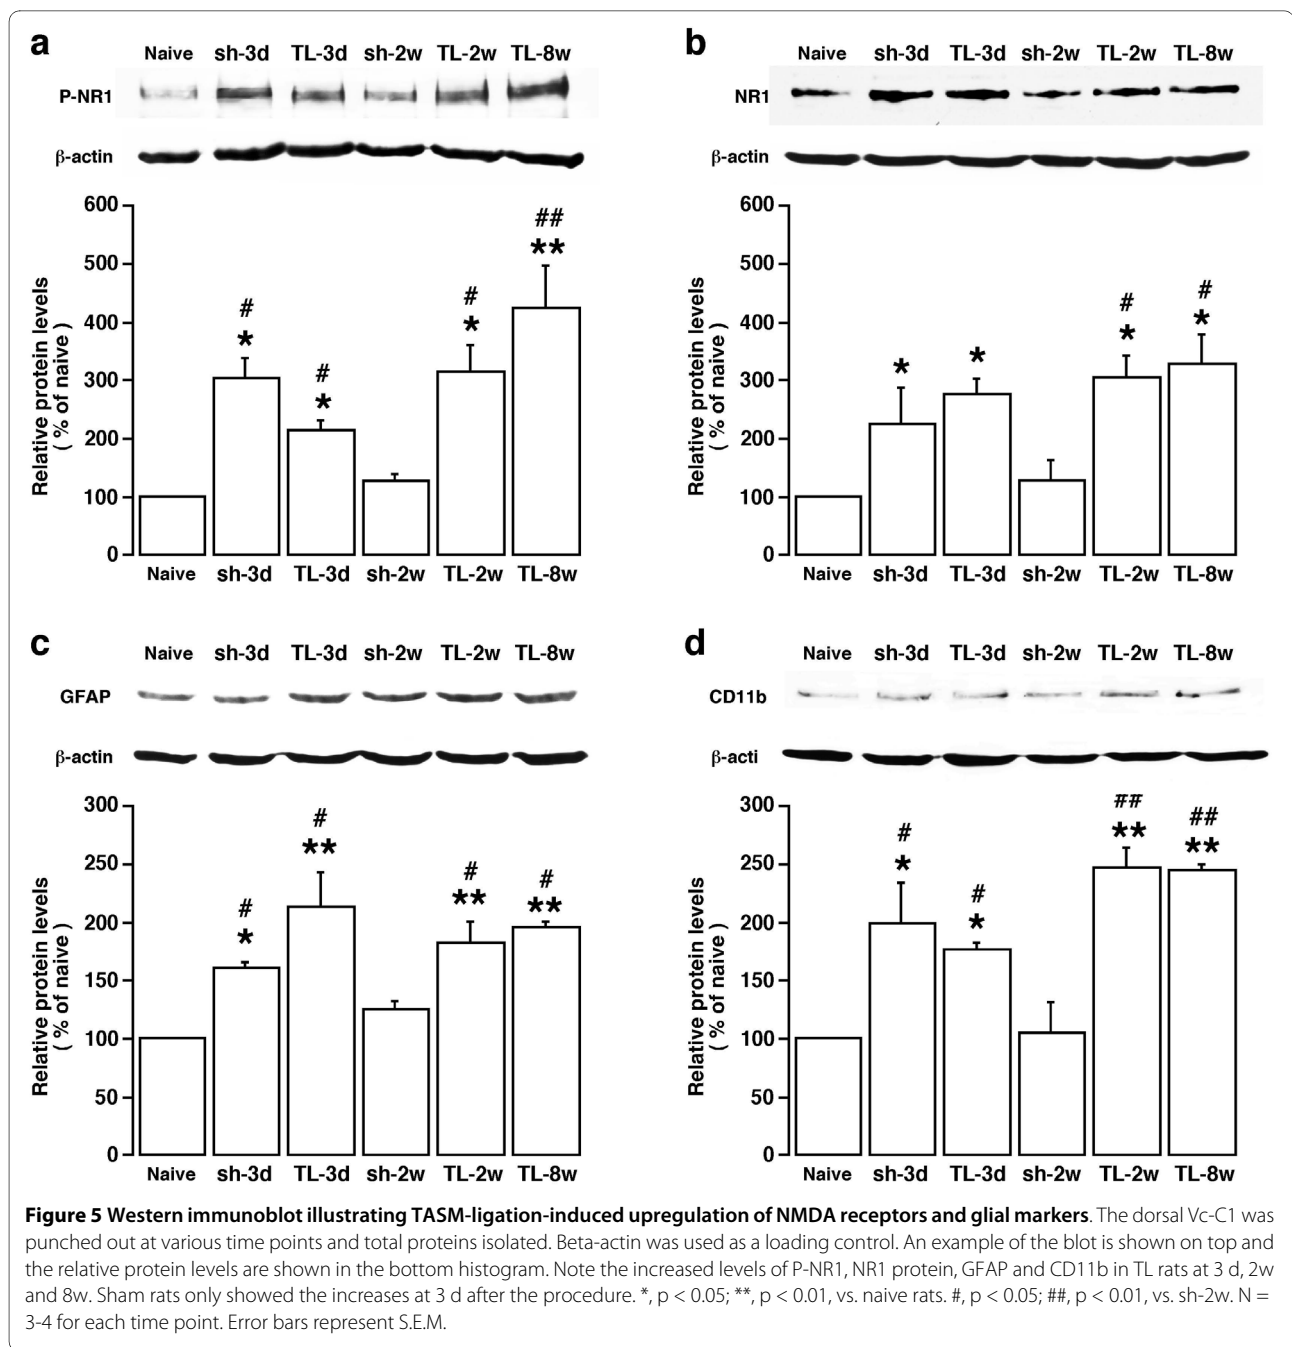 a
Naive sh-3d TL-3d sh-2w TL-2w TL-8w
P-NR1
β-actin
600
500
400
300
200
100
0
Relative protein levels
( % of naive )
# *
# *
# *
## **
Naive sh-3d TL-3d sh-2w TL-2w TL-8w
b
Naive sh-3d TL-3d sh-2w TL-2w TL-8w
NR1
β-actin
600
500
400
300
200
100
0
Relative protein levels
( % of naive )
*
*
# *
# *
Naive sh-3d TL-3d sh-2w TL-2w TL-8w
c
Naive sh-3d TL-3d sh-2w TL-2w TL-8w
GFAP
β-actin
300
250
200
150
100
50
0
Relative protein levels
( % of naive )
# *
# **
# **
# **
Naive sh-3d TL-3d sh-2w TL-2w TL-8w
d
Naive sh-3d TL-3d sh-2w TL-2w TL-8w
CD11b
β-acti
300
250
200
150
100
50
0
Relative protein levels
( % of naive )
# *
# *
## **
## **
Naive sh-3d TL-3d sh-2w TL-2w TL-8w
Figure 5 Western immunoblot illustrating TASM-ligation-induced upregulation of NMDA receptors and glial markers. The dorsal Vc-C1 was
punched out at various time points and total proteins isolated. Beta-actin was used as a loading control. An example of the blot is shown on top and
the relative protein levels are shown in the bottom histogram. Note the increased levels of P-NR1, NR1 protein, GFAP and CD11b in TL rats at 3 d, 2w
and 8w. Sham rats only showed the increases at 3 d after the procedure. *, p < 0.05; **, p < 0.01, vs. naive rats. #, p < 0.05; ##, p < 0.01, vs. sh-2w. N =
3-4 for each time point. Error bars represent S.E.M.